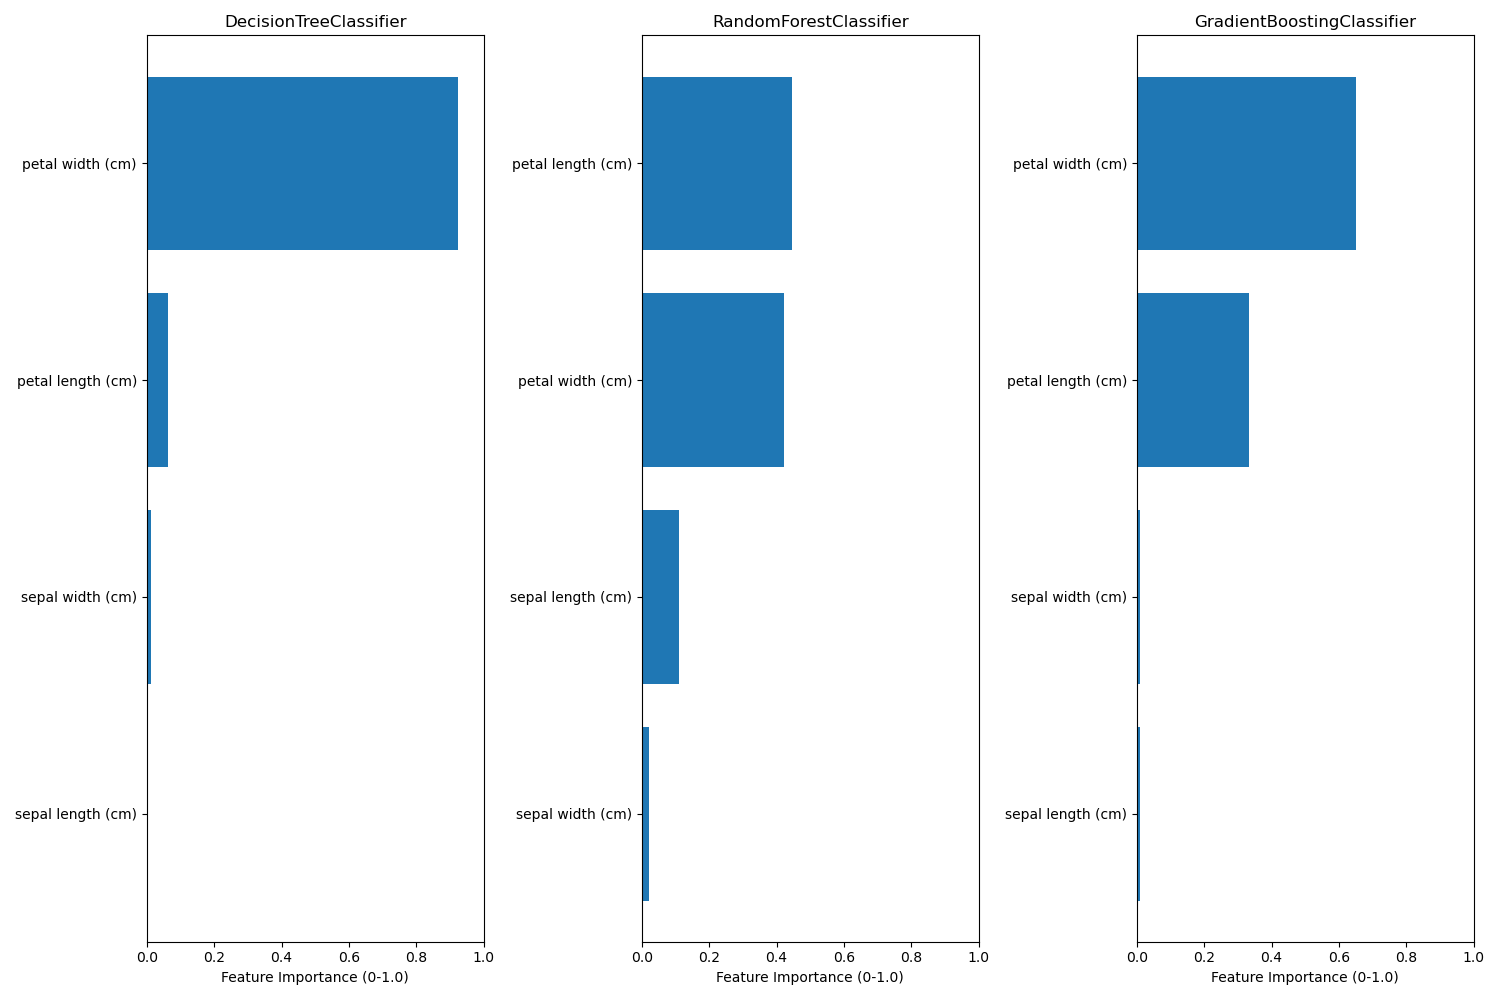 DecisionTreeClassifier
petal width (cm)
petal length (cm)
sepal width (cm)
sepal length (cm)
0.0 0.2 0.4 0.6 0.8 1.0
Feature Importance (0-1.0)
RandomForestClassifier
petal length (cm)
petal width (cm)
sepal length (cm)
sepal width (cm)
0.0 0.2 0.4 0.6 0.8 1.0
Feature Importance (0-1.0)
GradientBoostingClassifier
petal width (cm)
petal length (cm)
sepal width (cm)
sepal length (cm)
0.0 0.2 0.4 0.6 0.8 1.0
Feature Importance (0-1.0)